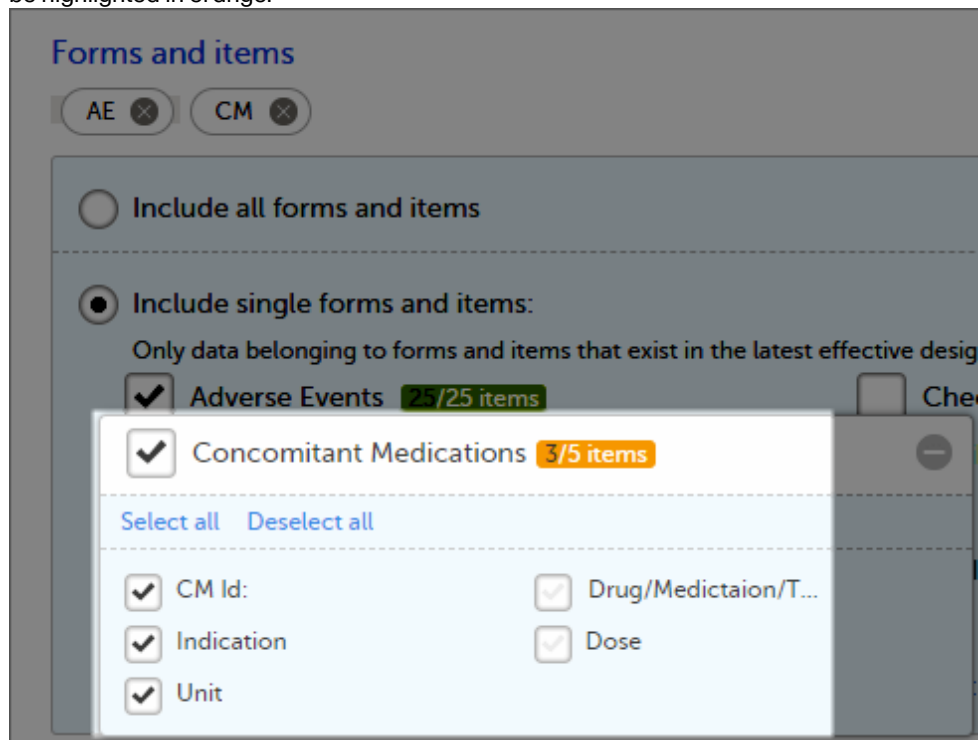 be highlighted in orange.
Forms and items
AE CM
Include all forms and items
Include single forms and items:
Only data belonging to forms and items that exist in the latest effective desig
Adverse Events 25/25 items Che
Concomitant Medications 3/5 items
Select all Deselect all
CM Id: Drug/Medictaion/T...
Indication Dose
Unit